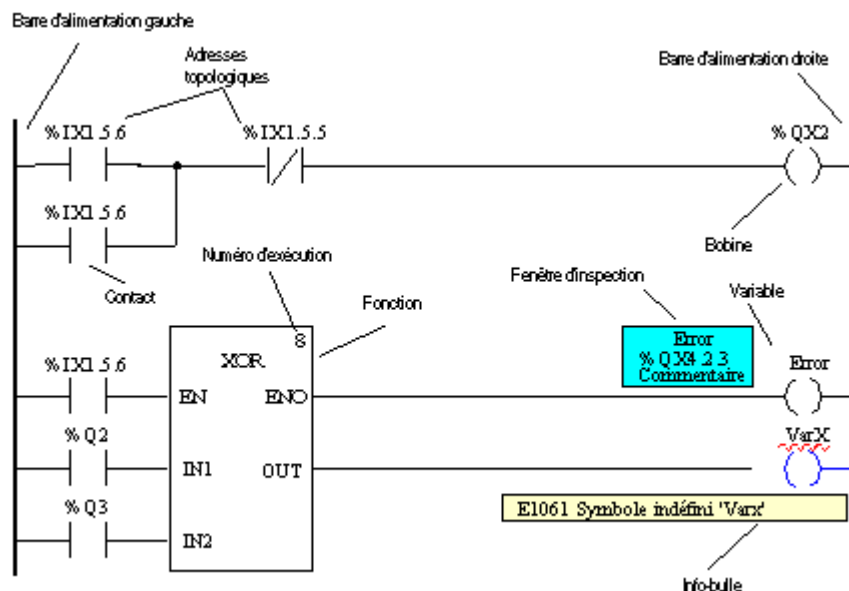 Barre d'alimentation gauche
Adresses
topologiques
Barre d'alimentation droite
% IX1.5.6
% IX1.5.5
% QX2
% IX1.5.6
Bobine
Numéro d'exécution
Fenêtre d'inspection
Variable
Contact
Fonction
8
XOR
Error
% QX4.2.3
Commentaire
Error
% IX1.5.6
EN
ENO
% Q2
VarX
IN1
OUT
% Q3
E1061 Symbole indéfini 'Varx'
IN2
Info-bulle